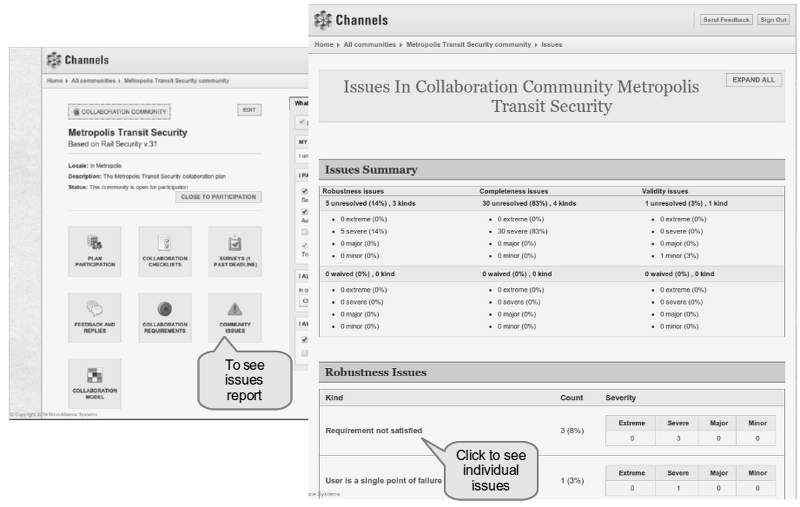 Channels
Home ▸ All communities ▸ Metropolis Transit Security community
COLLABORATION COMMUNITY
EDIT
Metropolis Transit Security
Based on Rail Security v.31
Locale: in Metropolis
Description: The Metropolis Transit Security collaboration plan
Status: This community is open for participation
CLOSE TO PARTICIPATION
PLAN PARTICIPATION
COLLABORATION CHECKLISTS
SURVEYS (1 PAST DEADLINE)
FEEDBACK AND REPLIES
COLLABORATION REQUIREMENTS
COMMUNITY ISSUES
COLLABORATION MODEL
To see
issues
report
Channels
Send Feedback
Sign Out
Home ▸ All communities ▸ Metropolis Transit Security community ▸ Issues
Issues In Collaboration Community Metropolis
Transit Security
EXPAND ALL
Issues Summary
Robustness issues Completeness issues Validity issues
5 unresolved (14%) , 3 kinds 30 unresolved (83%) , 4 kinds 1 unresolved (3%) , 1 kind
• 0 extreme (0%) • 0 extreme (0%) • 0 extreme (0%)
• 5 severe (14%) • 30 severe (83%) • 0 severe (0%)
• 0 major (0%) • 0 major (0%) • 0 major (0%)
• 0 minor (0%) • 0 minor (0%) • 1 minor (3%)
0 waived (0%) , 0 kind 0 waived (0%) , 0 kind 0 waived (0%) , 0 kind
• 0 extreme (0%) • 0 extreme (0%) • 0 extreme (0%)
• 0 severe (0%) • 0 severe (0%) • 0 severe (0%)
• 0 major (0%) • 0 major (0%) • 0 major (0%)
• 0 minor (0%) • 0 minor (0%) • 0 minor (0%)
Robustness Issues
Kind Count Severity
Requirement not satisfied 3 (8%)
Extreme Severe Major Minor
0 3 0 0
Click to see
individual
issues
User is a single point of failure 1 (3%)
Extreme Severe Major Minor
0 1 0 0